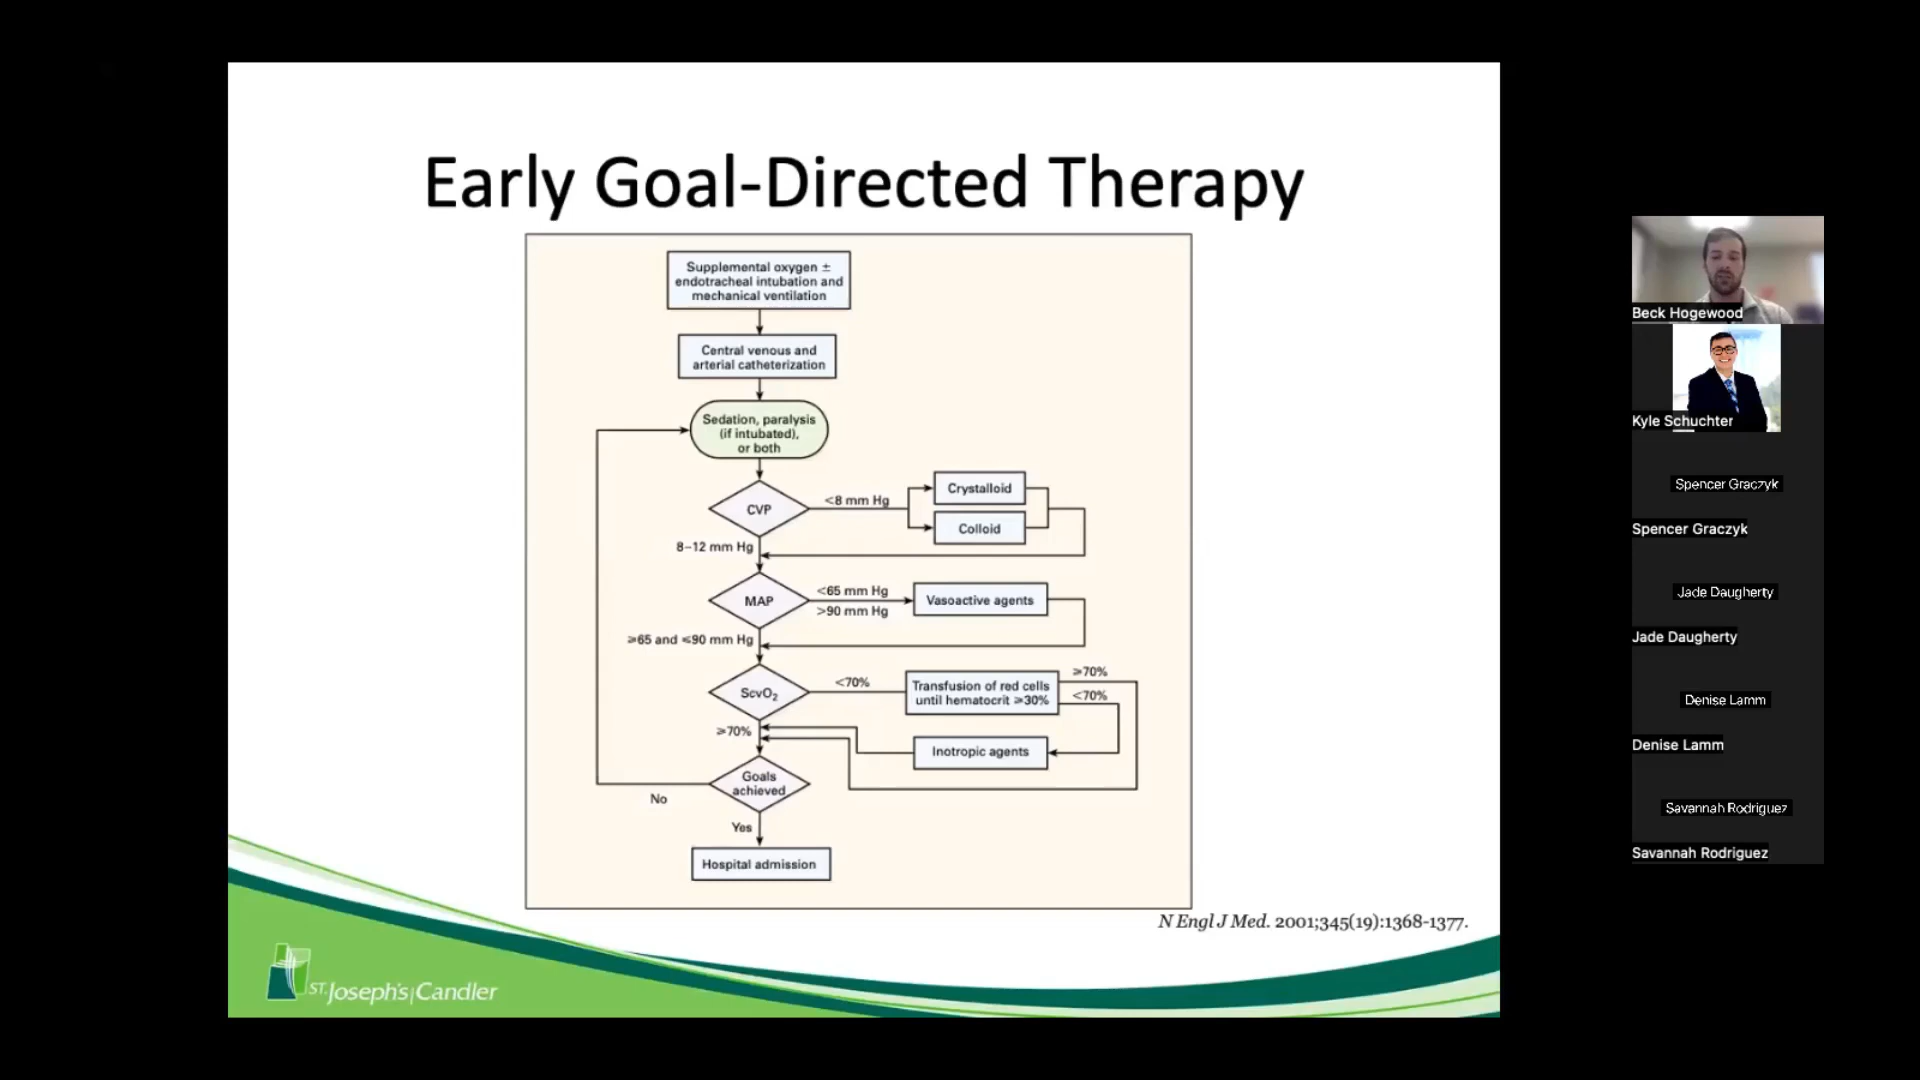 Early Goal-Directed Therapy
Supplemental oxygen ±
endotracheal intubation and
mechanical ventilation
Central venous and
arterial catheterization
Sedation, paralysis
(if intubated),
or both
CVP
<8 mm Hg
Crystalloid
Colloid
8–12 mm Hg
MAP
<65 mm Hg
>90 mm Hg
Vasoactive agents
≥65 and ≤90 mm Hg
ScvO₂
<70%
Transfusion of red cells
until hematocrit ≥30%
≥70%
<70%
≥70%
Inotropic agents
Goals
achieved
No
Yes
Hospital admission
N Engl J Med. 2001;345(19):1368-1377.
ST. Joseph's|Candler
Beck Hogewood
Kyle Schuchter
Spencer Graczyk
Spencer Graczyk
Jade Daugherty
Jade Daugherty
Denise Lamm
Denise Lamm
Savannah Rodriguez
Savannah Rodriguez